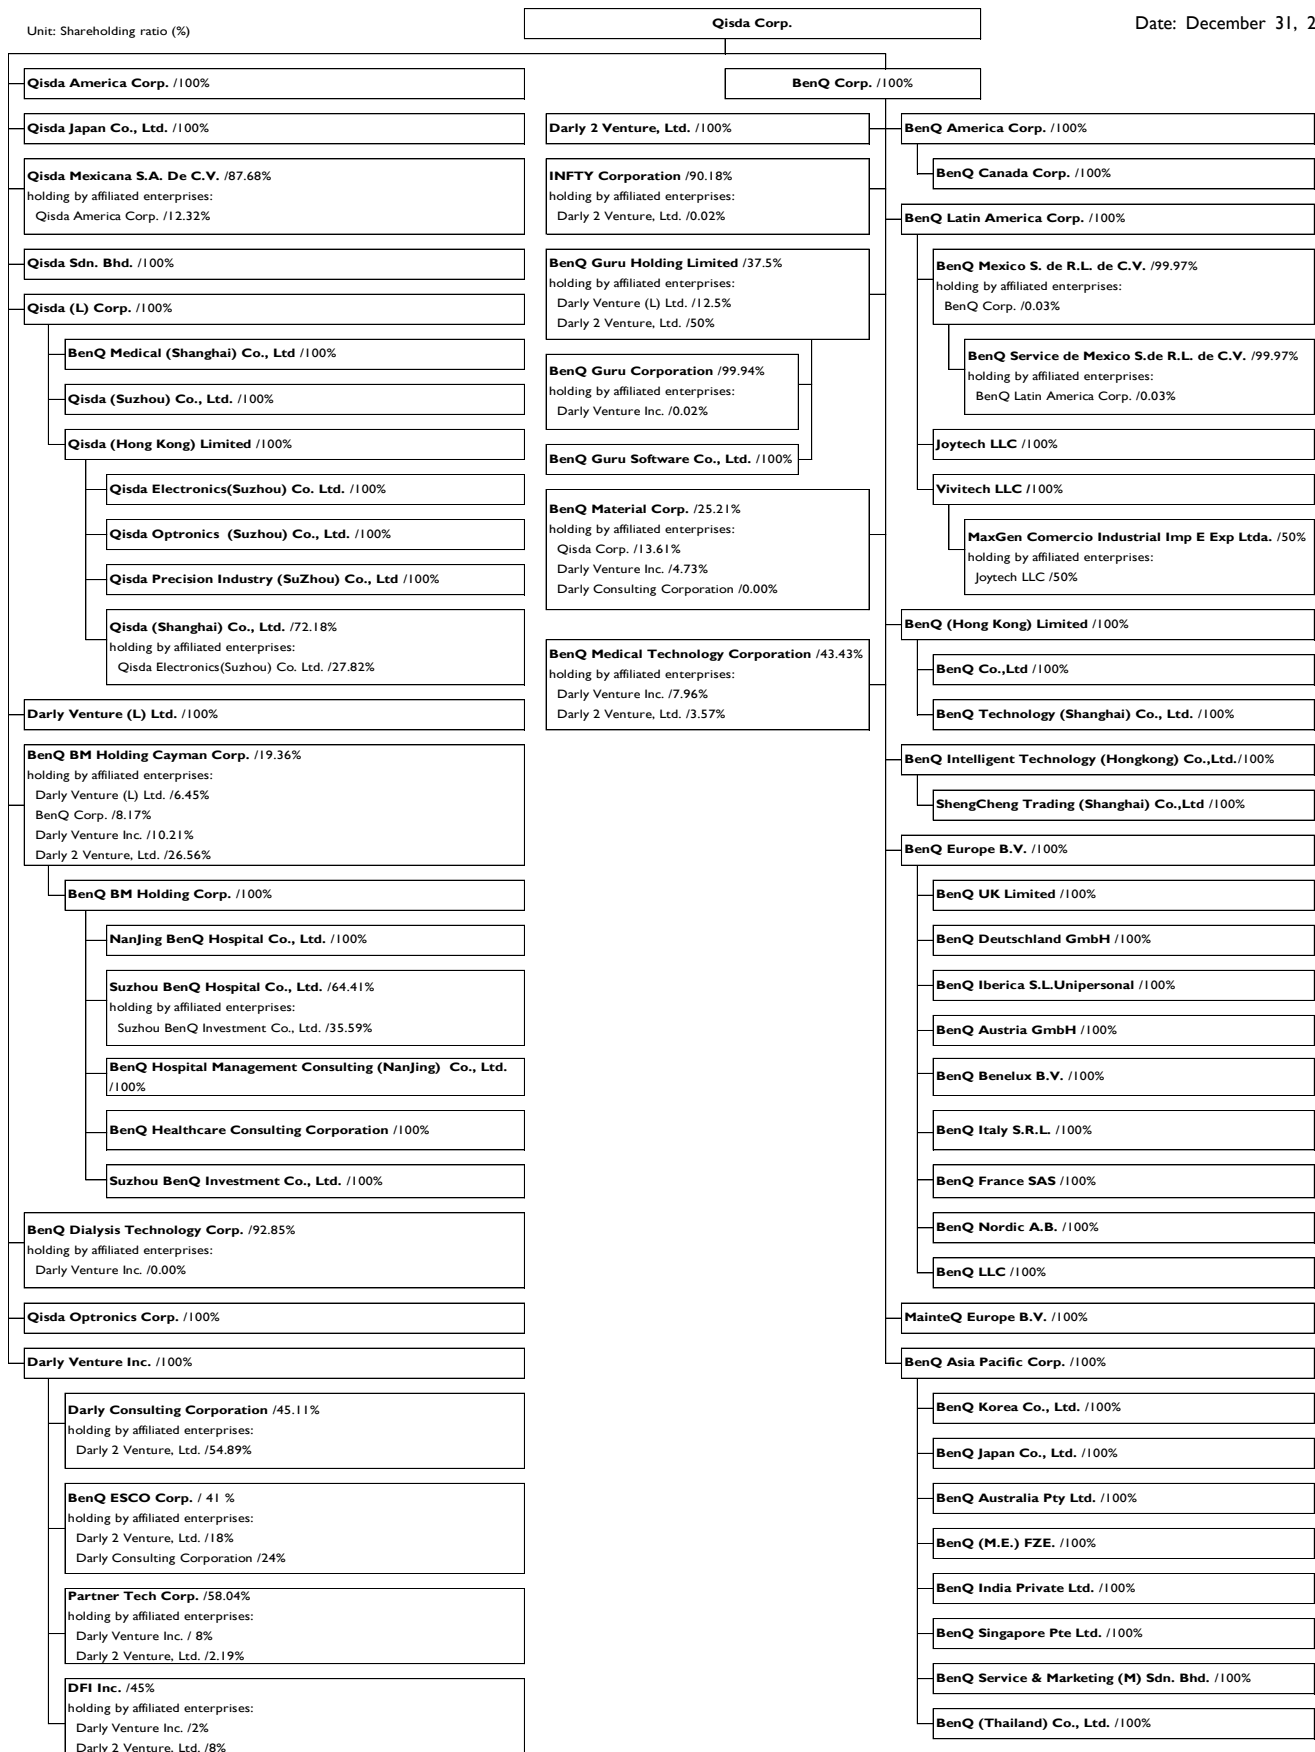 Unit: Shareholding ratio (%)
Qisda Corp.
Date: December 31, 2
Qisda America Corp. /100%
Qisda Japan Co., Ltd. /100%
Qisda Mexicana S.A. De C.V. /87.68%
holding by affiliated enterprises:
Qisda America Corp. /12.32%
Qisda Sdn. Bhd. /100%
Qisda (L) Corp. /100%
BenQ Medical (Shanghai) Co., Ltd /100%
Qisda (Suzhou) Co., Ltd. /100%
Qisda (Hong Kong) Limited /100%
Qisda Electronics(Suzhou) Co. Ltd. /100%
Qisda Optronics (Suzhou) Co., Ltd. /100%
Qisda Precision Industry (SuZhou) Co., Ltd /100%
Qisda (Shanghai) Co., Ltd. /72.18%
holding by affiliated enterprises:
Qisda Electronics(Suzhou) Co. Ltd. /27.82%
Darly Venture (L) Ltd. /100%
BenQ BM Holding Cayman Corp. /19.36%
holding by affiliated enterprises:
Darly Venture (L) Ltd. /6.45%
BenQ Corp. /8.17%
Darly Venture Inc. /10.21%
Darly 2 Venture, Ltd. /26.56%
BenQ BM Holding Corp. /100%
NanJing BenQ Hospital Co., Ltd. /100%
Suzhou BenQ Hospital Co., Ltd. /64.41%
holding by affiliated enterprises:
Suzhou BenQ Investment Co., Ltd. /35.59%
BenQ Hospital Management Consulting (NanJing) Co., Ltd.
/100%
BenQ Healthcare Consulting Corporation /100%
Suzhou BenQ Investment Co., Ltd. /100%
BenQ Dialysis Technology Corp. /92.85%
holding by affiliated enterprises:
Darly Venture Inc. /0.00%
Qisda Optronics Corp. /100%
Darly Venture Inc. /100%
Darly Consulting Corporation /45.11%
holding by affiliated enterprises:
Darly 2 Venture, Ltd. /54.89%
BenQ ESCO Corp. / 41 %
holding by affiliated enterprises:
Darly 2 Venture, Ltd. /18%
Darly Consulting Corporation /24%
Partner Tech Corp. /58.04%
holding by affiliated enterprises:
Darly Venture Inc. / 8%
Darly 2 Venture, Ltd. /2.19%
DFI Inc. /45%
holding by affiliated enterprises:
Darly Venture Inc. /2%
Darly 2 Venture, Ltd. /8%
BenQ Corp. /100%
Darly 2 Venture, Ltd. /100%
INFTY Corporation /90.18%
holding by affiliated enterprises:
Darly 2 Venture, Ltd. /0.02%
BenQ Guru Holding Limited /37.5%
holding by affiliated enterprises:
Darly Venture (L) Ltd. /12.5%
Darly 2 Venture, Ltd. /50%
BenQ Guru Corporation /99.94%
holding by affiliated enterprises:
Darly Venture Inc. /0.02%
BenQ Guru Software Co., Ltd. /100%
BenQ Material Corp. /25.21%
holding by affiliated enterprises:
Qisda Corp. /13.61%
Darly Venture Inc. /4.73%
Darly Consulting Corporation /0.00%
BenQ Medical Technology Corporation /43.43%
holding by affiliated enterprises:
Darly Venture Inc. /7.96%
Darly 2 Venture, Ltd. /3.57%
BenQ America Corp. /100%
BenQ Canada Corp. /100%
BenQ Latin America Corp. /100%
BenQ Mexico S. de R.L. de C.V. /99.97%
holding by affiliated enterprises:
BenQ Corp. /0.03%
BenQ Service de Mexico S.de R.L. de C.V. /99.97%
holding by affiliated enterprises:
BenQ Latin America Corp. /0.03%
Joytech LLC /100%
Vivitech LLC /100%
MaxGen Comercio Industrial Imp E Exp Ltda. /50%
holding by affiliated enterprises:
Joytech LLC /50%
BenQ (Hong Kong) Limited /100%
BenQ Co.,Ltd /100%
BenQ Technology (Shanghai) Co., Ltd. /100%
BenQ Intelligent Technology (Hongkong) Co.,Ltd./100%
ShengCheng Trading (Shanghai) Co.,Ltd /100%
BenQ Europe B.V. /100%
BenQ UK Limited /100%
BenQ Deutschland GmbH /100%
BenQ Iberica S.L.Unipersonal /100%
BenQ Austria GmbH /100%
BenQ Benelux B.V. /100%
BenQ Italy S.R.L. /100%
BenQ France SAS /100%
BenQ Nordic A.B. /100%
BenQ LLC /100%
MainteQ Europe B.V. /100%
BenQ Asia Pacific Corp. /100%
BenQ Korea Co., Ltd. /100%
BenQ Japan Co., Ltd. /100%
BenQ Australia Pty Ltd. /100%
BenQ (M.E.) FZE. /100%
BenQ India Private Ltd. /100%
BenQ Singapore Pte Ltd. /100%
BenQ Service & Marketing (M) Sdn. Bhd. /100%
BenQ (Thailand) Co., Ltd. /100%